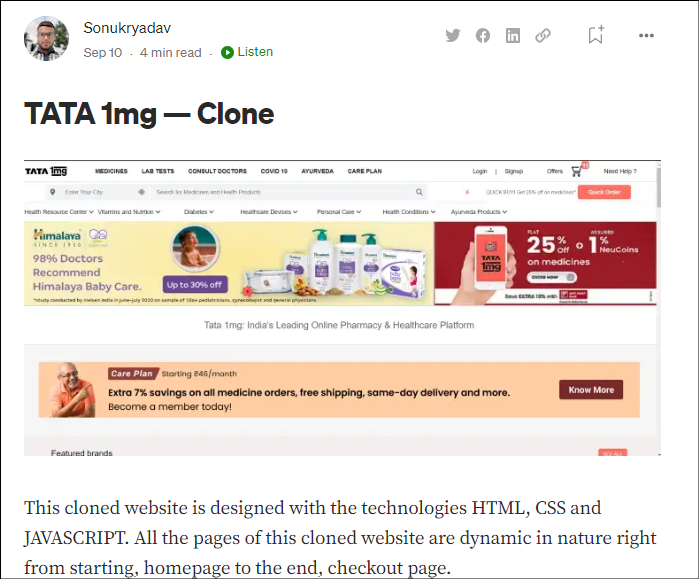 Sonukryadav
Sep 10 · 4 min read · Listen
TATA 1mg — Clone
TATA 1mg MEDICINES LAB TESTS CONSULT DOCTORS COVID 19 AYURVEDA CARE PLAN Login | Signup Offers Need Help ?
Enter Your City Search for Medicines and Health Products QUICK BUY! Get 25% off on medicines* Quick Order
Health Resource Center Vitamins and Nutrition Diabetes Healthcare Devices Personal Care Health Conditions Ayurveda Products
Himalaya
SINCE 1930
98% Doctors
Recommend
Himalaya Baby Care.
Up to 30% off
*study conducted by nielsen india in june-july 2020 on sample of pediatricians, gynecologist and general physicians.
TATA
1mg
FLAT
25% Off + 1% NeuCoins
ASSURED
on medicines
ORDER NOW
Save EXTRA 10% with
Tata 1mg: India's Leading Online Pharmacy & Healthcare Platform
Care Plan Starting ₹46/month
Extra 7% savings on all medicine orders, free shipping, same-day delivery and more.
Become a member today!
Know More
Featured brands SEE ALL
This cloned website is designed with the technologies HTML, CSS and
JAVASCRIPT. All the pages of this cloned website are dynamic in nature right
from starting, homepage to the end, checkout page.